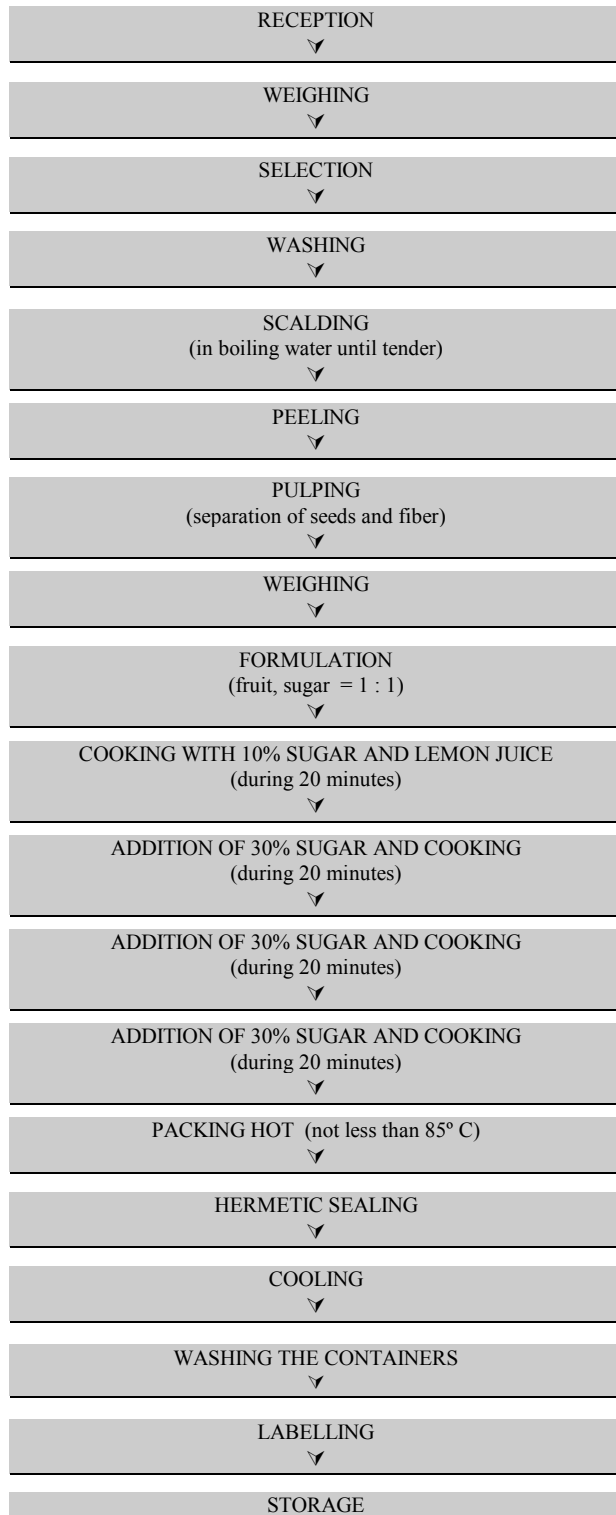 RECEPTION
WEIGHING
SELECTION
WASHING
SCALDING
(in boiling water until tender)
PEELING
PULPING
(separation of seeds and fiber)
WEIGHING
FORMULATION
(fruit, sugar = 1 : 1)
COOKING WITH 10% SUGAR AND LEMON JUICE
(during 20 minutes)
ADDITION OF 30% SUGAR AND COOKING
(during 20 minutes)
ADDITION OF 30% SUGAR AND COOKING
(during 20 minutes)
ADDITION OF 30% SUGAR AND COOKING
(during 20 minutes)
PACKING HOT (not less than 85º C)
HERMETIC SEALING
COOLING
WASHING THE CONTAINERS
LABELLING
STORAGE